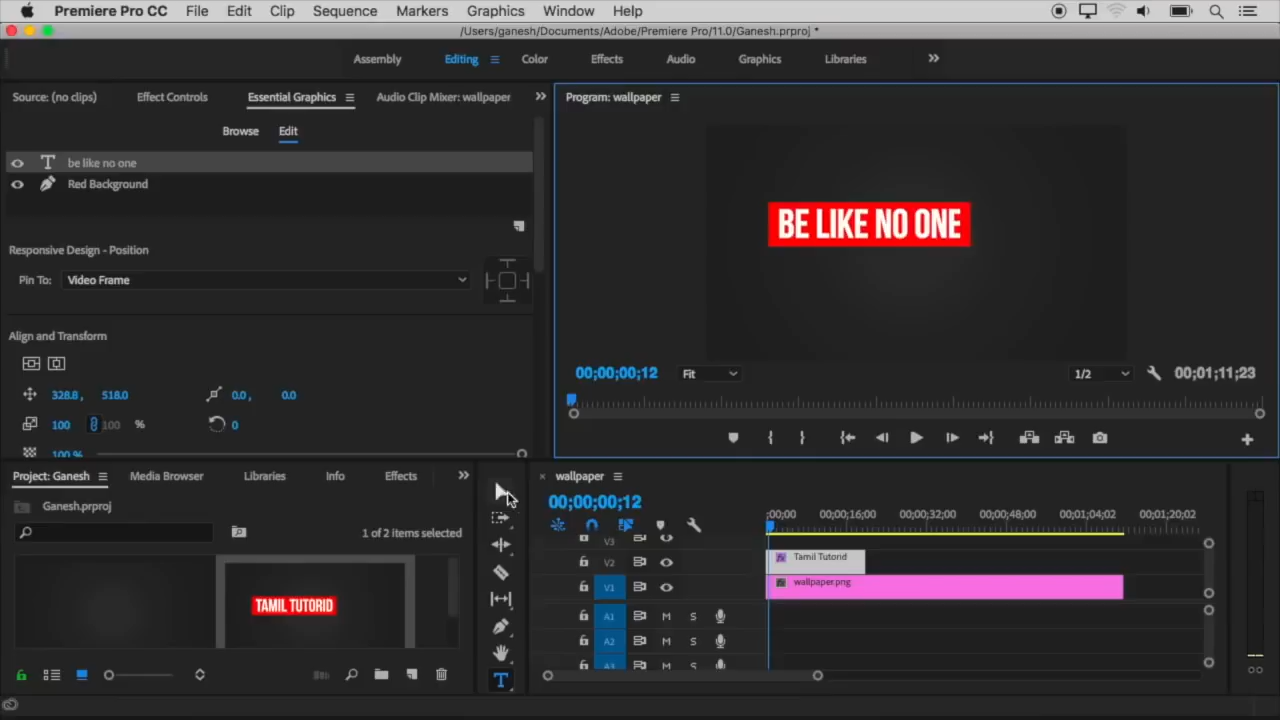 Premiere Pro CC File Edit Clip Sequence Markers Graphics Window Help
/Users/ganesh/Documents/Adobe/Premiere Pro/11.0/Ganesh.prproj *
Assembly Editing Color Effects Audio Graphics Libraries
Source: (no clips) Effect Controls Essential Graphics Audio Clip Mixer: wallpaper
Browse Edit
be like no one
Red Background
Responsive Design - Position
Pin To: Video Frame
Align and Transform
328.8 , 518.0 0.0 , 0.0
100 100 % 0
100 %
Program: wallpaper
BE LIKE NO ONE
00;00;00;12 Fit 1/2 00;01;11;23
Project: Ganesh Media Browser Libraries Info Effects
Ganesh.prproj
1 of 2 items selected
TAMIL TUTORID
T
wallpaper
00;00;00;12
;00;00 00;00;16;00 00;00;32;00 00;00;48;00 00;01;04;02 00;01;20;02
V3
V2 Tamil Tutorid
V1 wallpaper.png
A1 M S
A2 M S
A3 M S